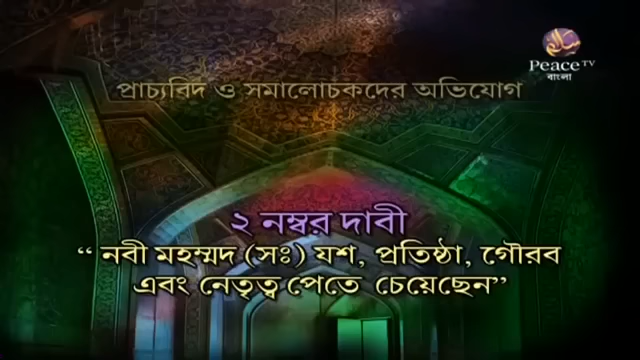 Peace TV
বাংলা
প্রাচ্যবিদ ও সমালোচকদের অভিযোগ
২ নম্বর দাবী
“ নবী মহম্মদ (সঃ) যশ, প্রতিষ্ঠা, গৌরব
এবং নেতৃত্ব পেতে চেয়েছেন”